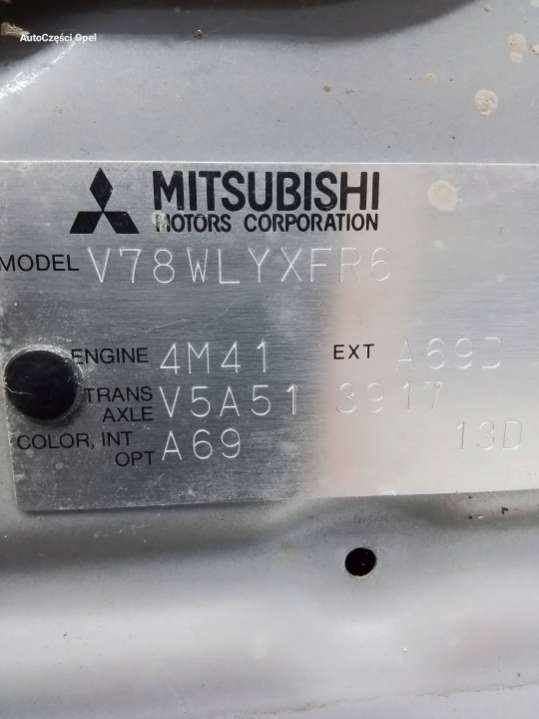 AutoCzęści Opel
MITSUBISHI
MOTORS CORPORATION
MODEL V78WLYXFR6
ENGINE 4M41 EXT A69D
TRANS AXLE V5A51 3917
COLOR, INT OPT A69 13D